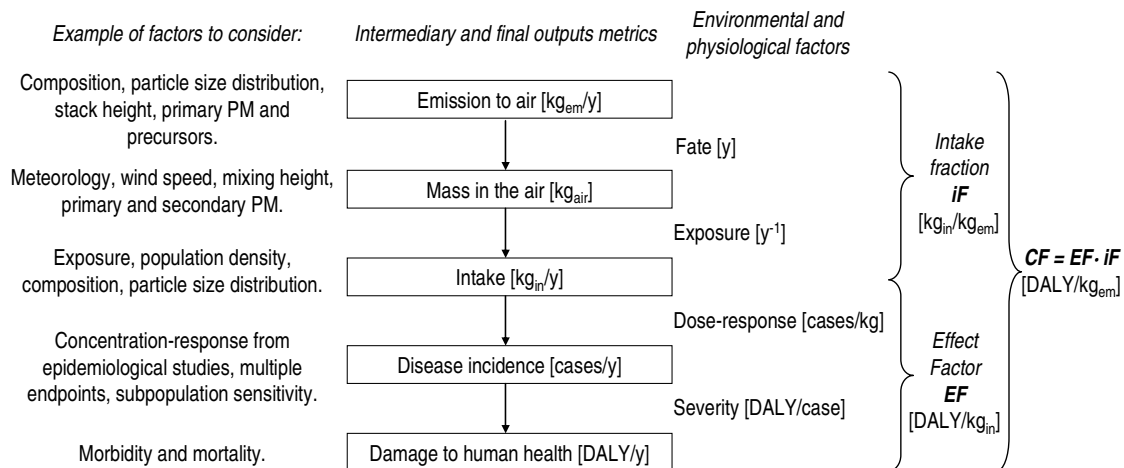 Example of factors to consider:
Intermediary and final outputs metrics
Environmental and
physiological factors
Composition, particle size distribution,
stack height, primary PM and
precursors.
Emission to air [kgem/y]
Fate [y]
Meteorology, wind speed, mixing height,
primary and secondary PM.
Mass in the air [kgair]
Exposure [y-1]
Exposure, population density,
composition, particle size distribution.
Intake [kgin/y]
Dose-response [cases/kg]
Concentration-response from
epidemiological studies, multiple
endpoints, subpopulation sensitivity.
Disease incidence [cases/y]
Severity [DALY/case]
Morbidity and mortality.
Damage to human health [DALY/y]
Intake
fraction
iF
[kgin/kgem]
Effect
Factor
EF
[DALY/kgin]
CF = EF· iF
[DALY/kgem]